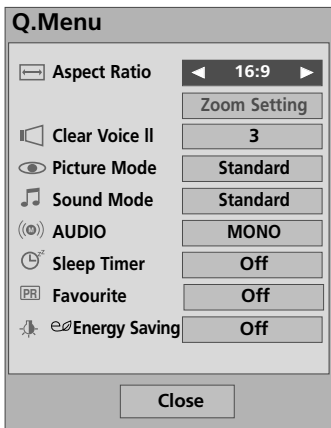 Q.Menu
Aspect Ratio ◄ 16:9 ►
Zoom Setting
Clear Voice ll 3
Picture Mode Standard
Sound Mode Standard
AUDIO MONO
Sleep Timer Off
PR Favourite Off
Energy Saving Off
Close